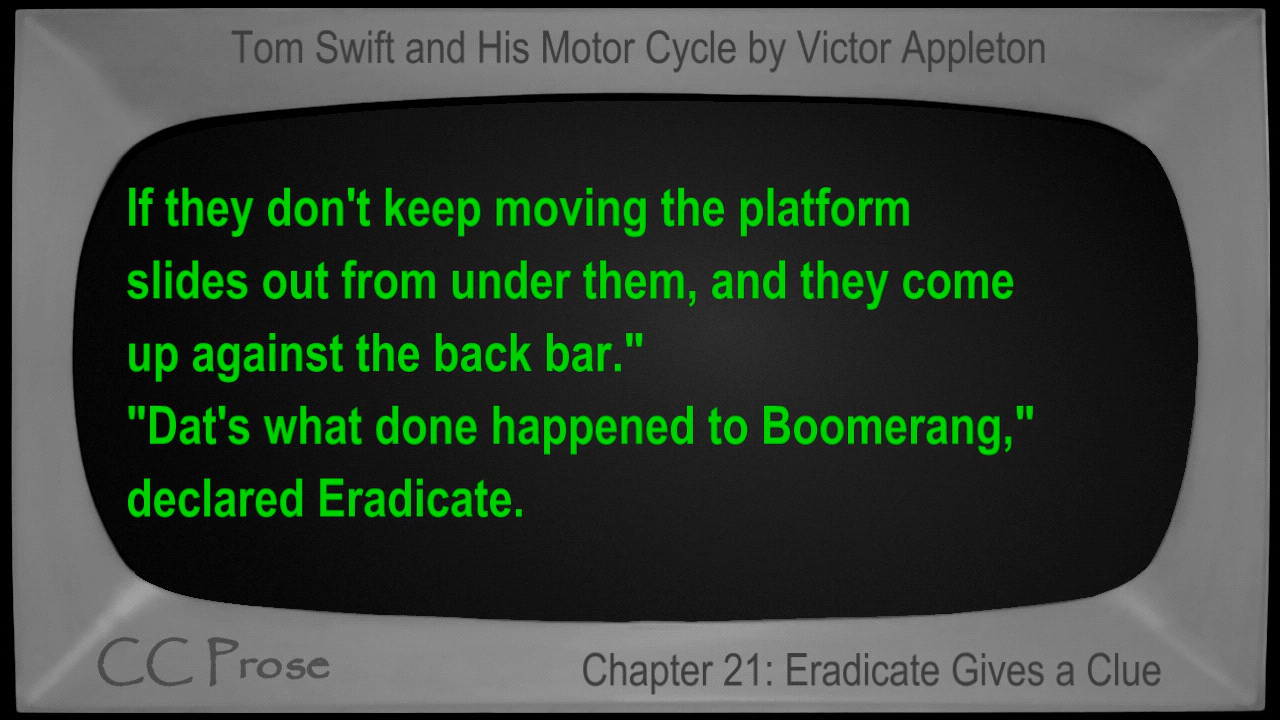 Tom Swift and His Motor Cycle by Victor Appleton
If they don't keep moving the platform
slides out from under them, and they come
up against the back bar."
"Dat's what done happened to Boomerang,"
declared Eradicate.
CC Prose
Chapter 21: Eradicate Gives a Clue